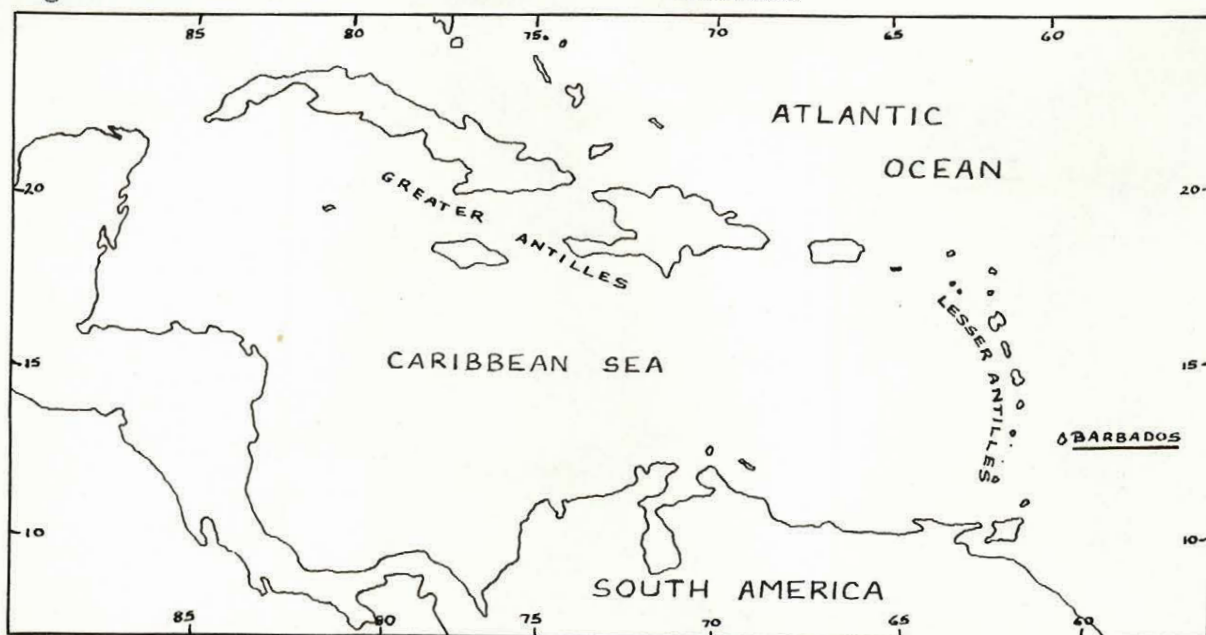 85 80 75. 70 65 60
ATLANTIC
OCEAN
20 20
GREATER ANTILLES
LESSER ANTILLES
CARIBBEAN SEA
15 15
BARBADOS
10 10
SOUTH AMERICA
85 80 75 70 65 60